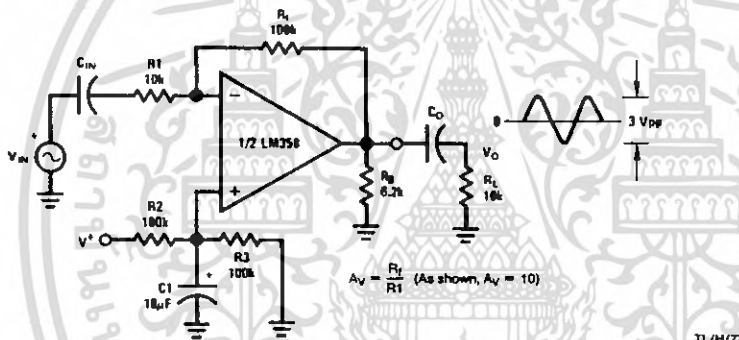 Rf
100k
CIN
R1
10k
CO
0
3 Vpp
1/2 LM358
VIN
VO
RB
6.2k
RL
10k
R2
100k
V+
R3
100k
AV = Rf/R1 (As shown, AV = 10)
C1
10µF